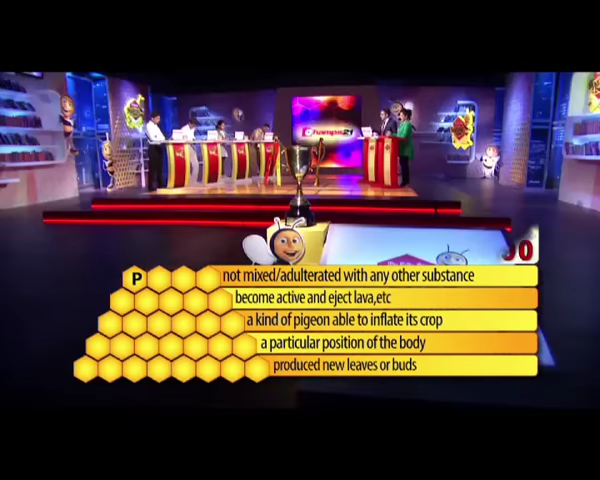 Champs21
00
P
not mixed/adulterated with any other substance
become active and eject lava,etc
a kind of pigeon able to inflate its crop
a particular position of the body
produced new leaves or buds